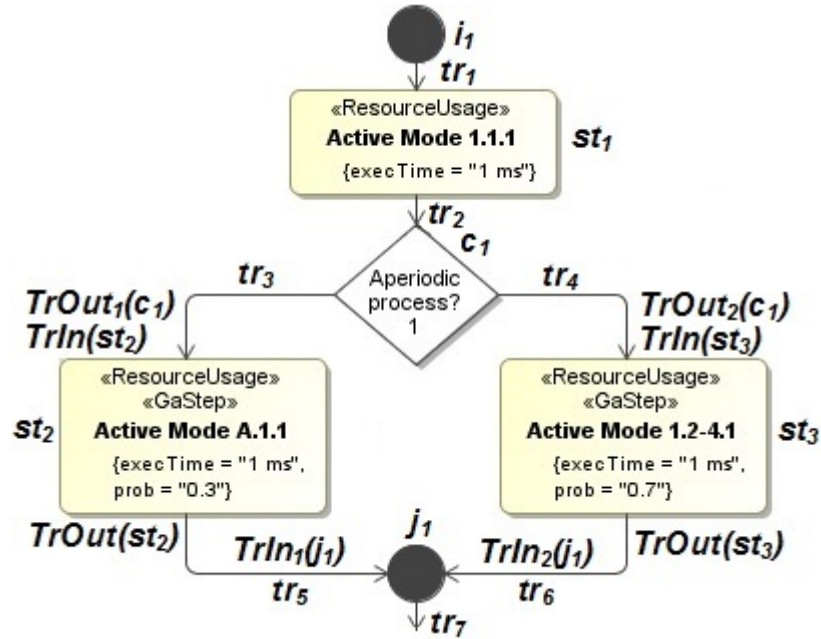 i1
tr1
«ResourceUsage»
Active Mode 1.1.1
{execTime = "1 ms"}
st1
tr2
c1
Aperiodic
process?
1
tr3
tr4
TrOut1(c1)
TrIn(st2)
TrOut2(c1)
TrIn(st3)
«ResourceUsage»
«GaStep»
Active Mode A.1.1
{execTime = "1 ms",
prob = "0.3"}
st2
«ResourceUsage»
«GaStep»
Active Mode 1.2-4.1
{execTime = "1 ms",
prob = "0.7"}
st3
TrOut(st2)
TrIn1(j1)
tr5
j1
TrIn2(j1)
tr6
TrOut(st3)
tr7